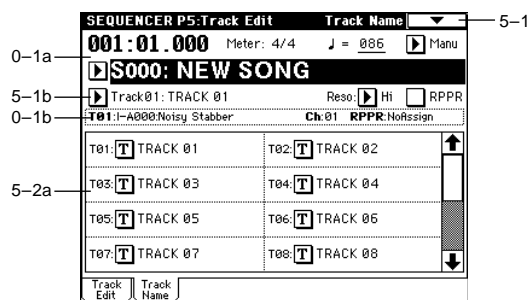 SEQUENCER P5:Track Edit Track Name
5–1
001:01.000 Meter: 4/4 ♩ = 086 Manu
0–1a
S000: NEW SONG
5–1b
Track01: TRACK 01 Reso: Hi RPPR
0–1b
T01:I-A000:Noisy Stabber Ch:01 RPPR:NoAssign
T01: T TRACK 01 T02: T TRACK 02
5–2a
T03: T TRACK 03 T04: T TRACK 04
T05: T TRACK 05 T06: T TRACK 06
T07: T TRACK 07 T08: T TRACK 08
Track Edit Track Name